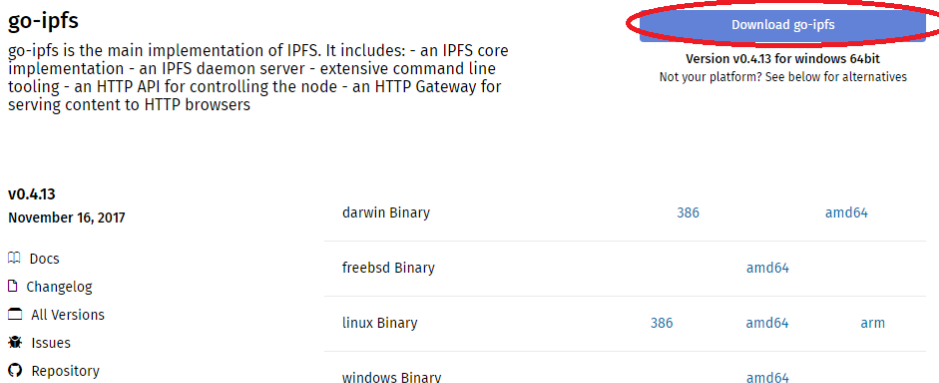 go-ipfs
go-ipfs is the main implementation of IPFS. It includes: - an IPFS core
implementation - an IPFS daemon server - extensive command line
tooling - an HTTP API for controlling the node - an HTTP Gateway for
serving content to HTTP browsers
Download go-ipfs
Version v0.4.13 for windows 64bit
Not your platform? See below for alternatives
v0.4.13
November 16, 2017
Docs
Changelog
All Versions
Issues
Repository
darwin Binary 386 amd64
freebsd Binary amd64
linux Binary 386 amd64 arm
windows Binary amd64